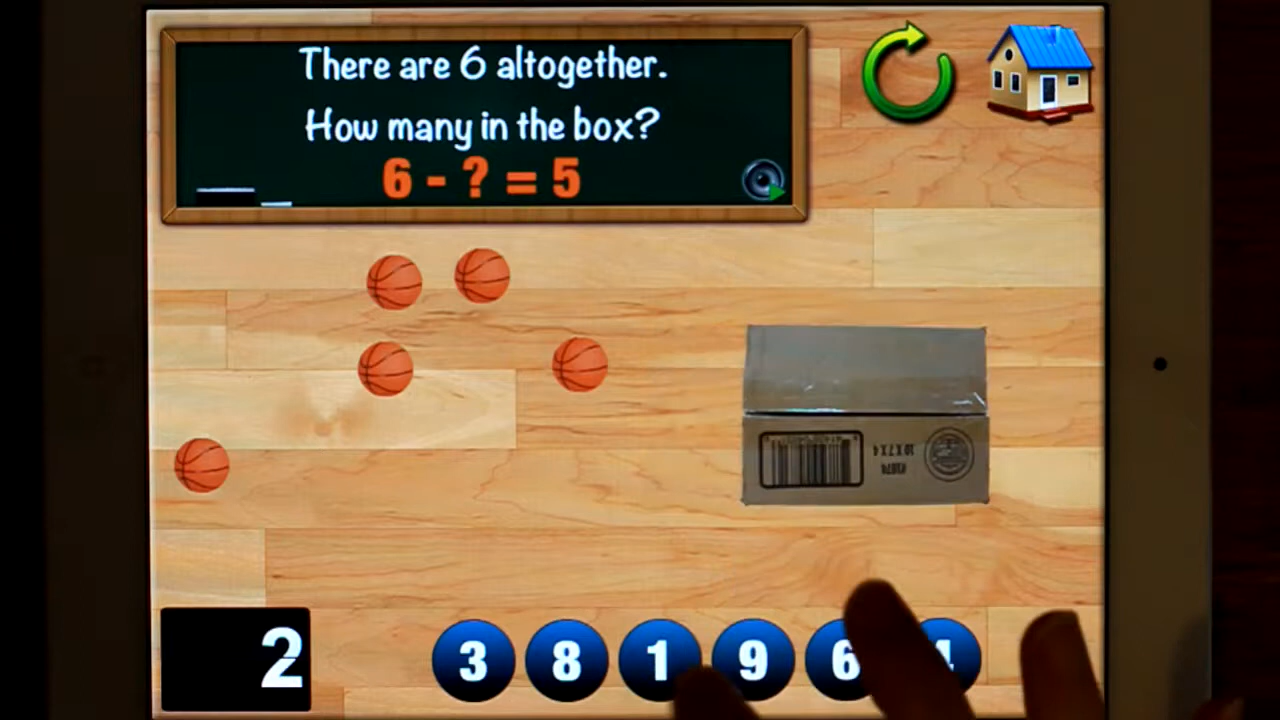 There are 6 altogether.
How many in the box?
6 - ? = 5
2
3 8 1 9 6